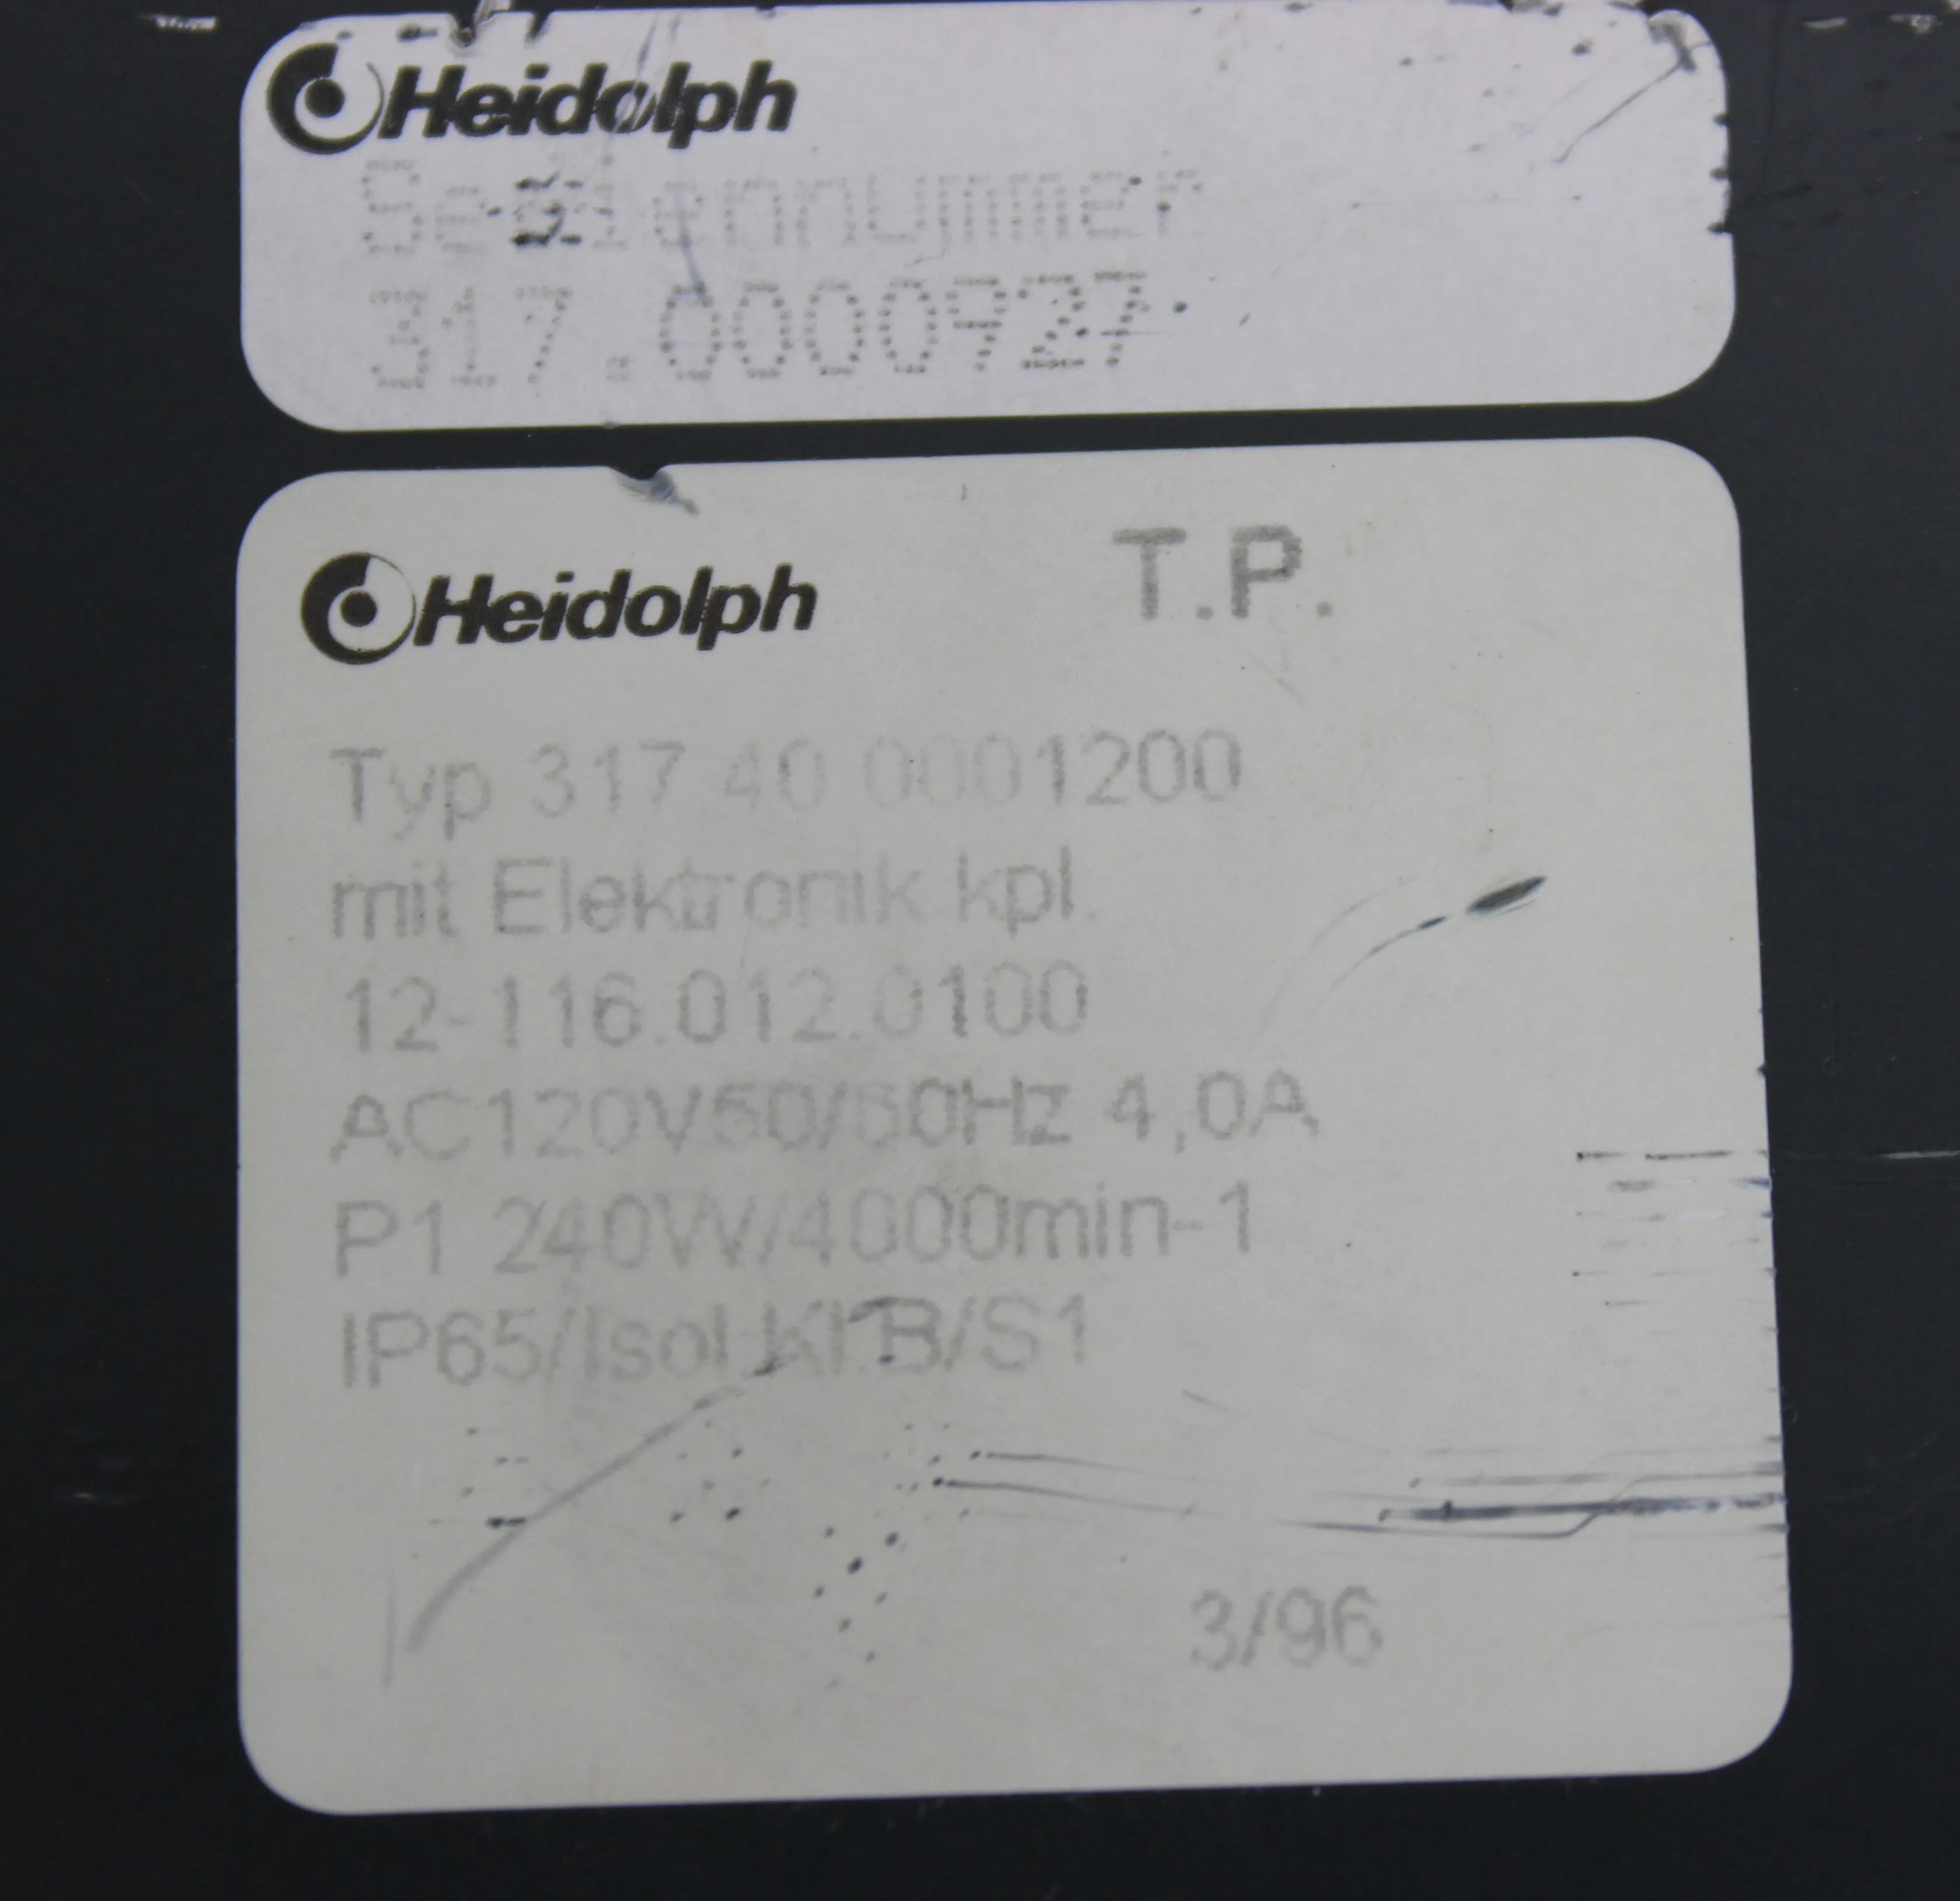 Heidolph
Seriennummer
317.0000927
Heidolph T.P.
Typ 317 40 0001200
mit Elektronik kpl.
12-116.012.0100
AC120V50/60Hz 4,0A
P1 240W/4000min-1
IP65/Isol.Kl.B/S1
3/96